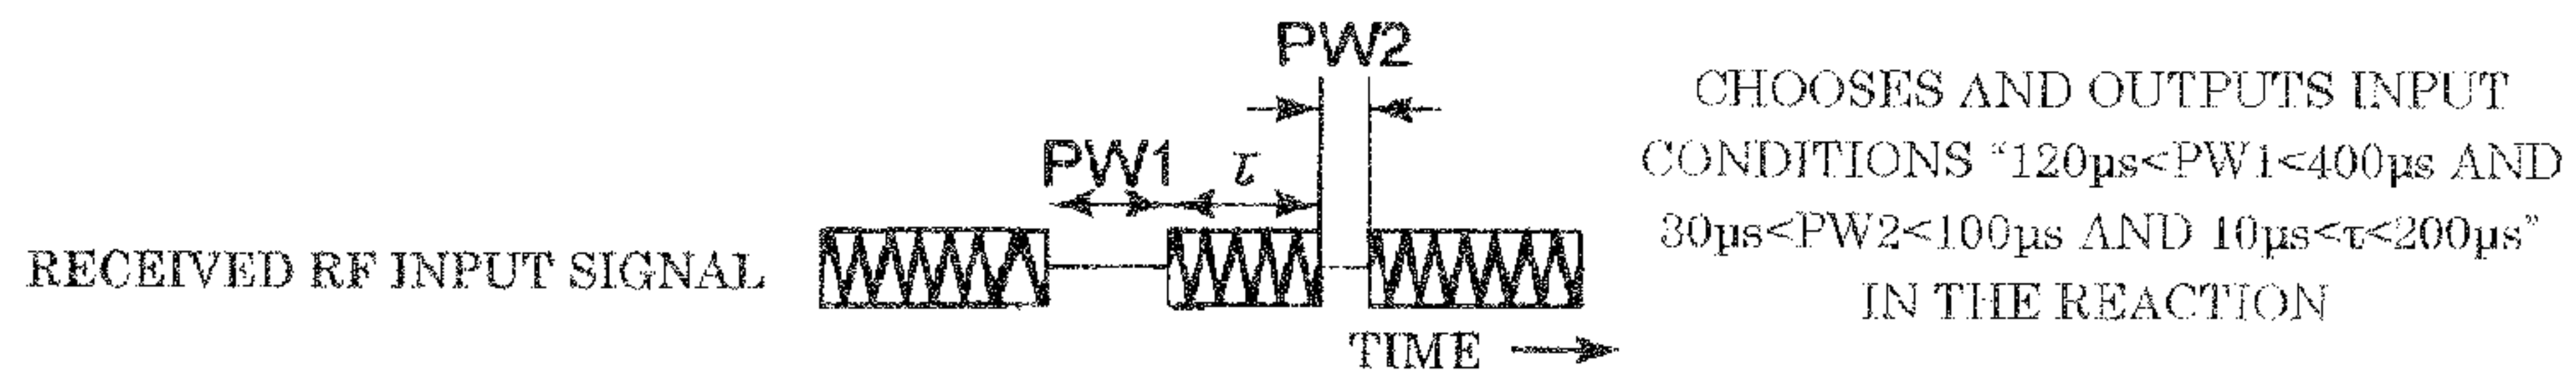 PW2
PW1 τ
RECEIVED RF INPUT SIGNAL
TIME
CHOOSES AND OUTPUTS INPUT
CONDITIONS “120µs<PW1<400µs AND
30µs<PW2<100µs AND 10µs<τ<200µs”
IN THE REACTION